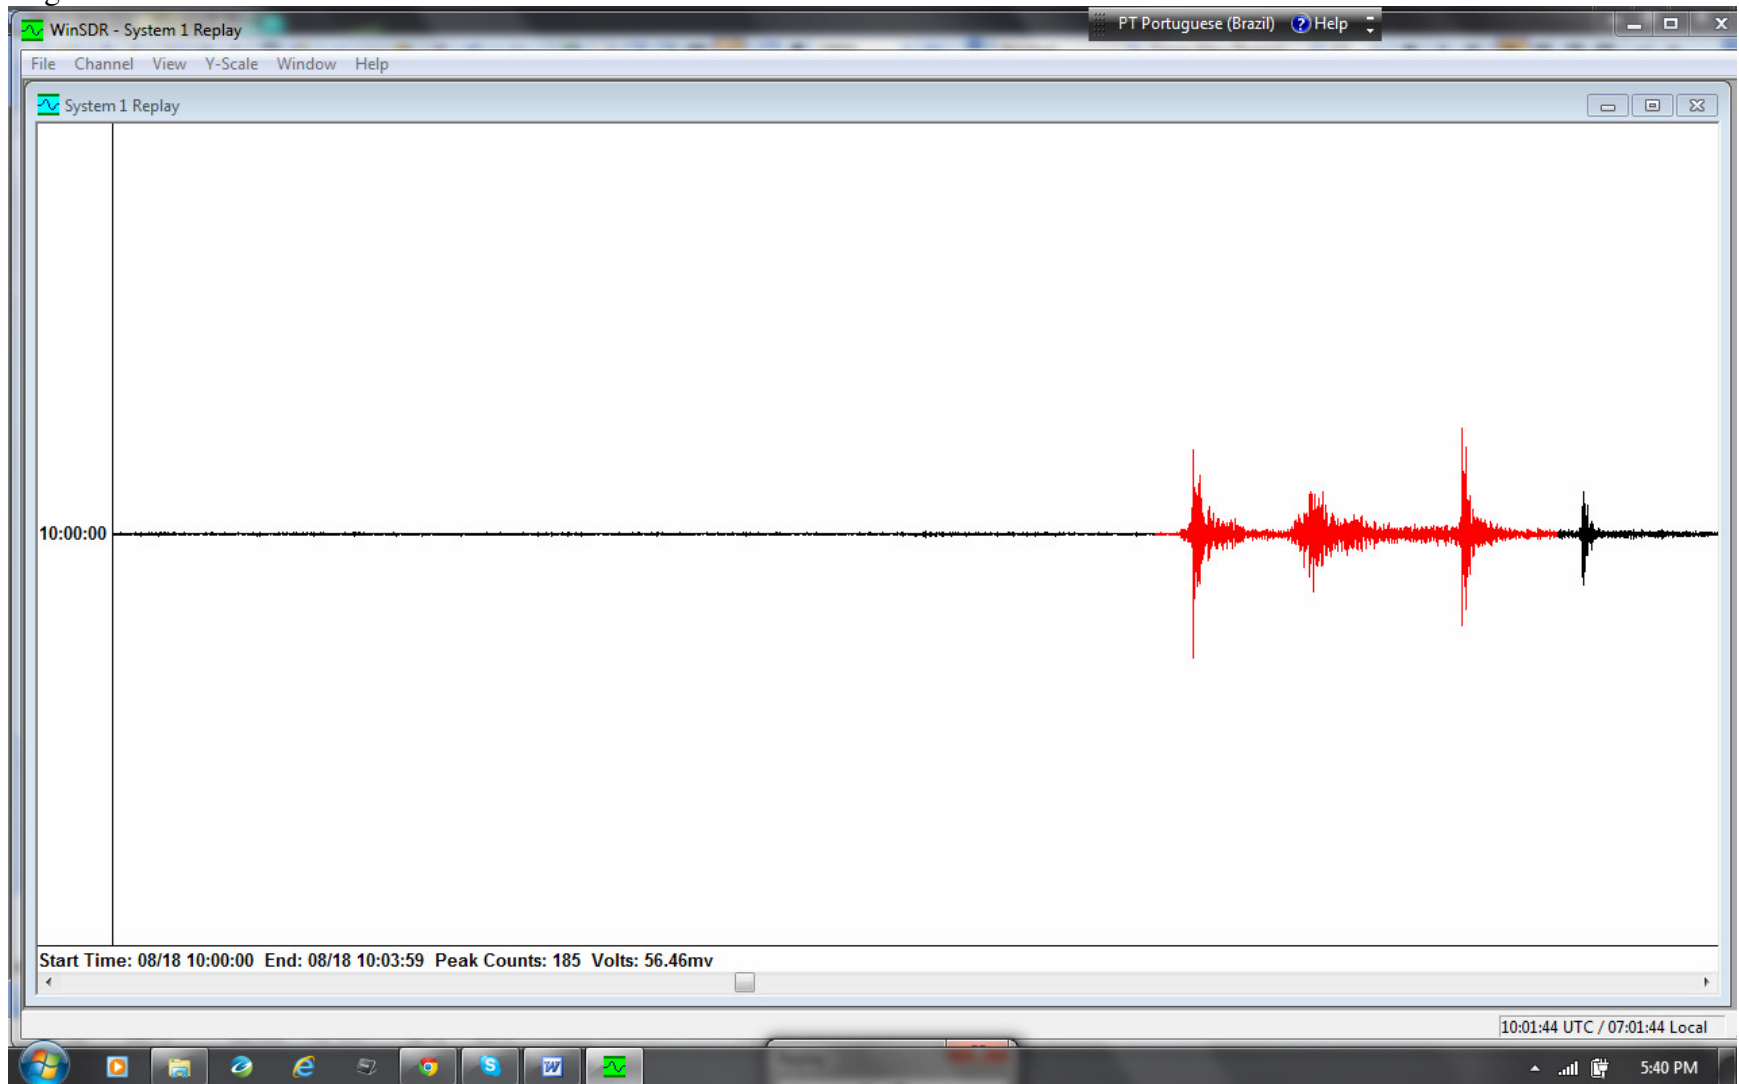 WinSDR - System 1 Replay
PT Portuguese (Brazil) Help
File Channel View Y-Scale Window Help
System 1 Replay
10:00:00
Start Time: 08/18 10:00:00 End: 08/18 10:03:59 Peak Counts: 185 Volts: 56.46mv
10:01:44 UTC / 07:01:44 Local
5:40 PM